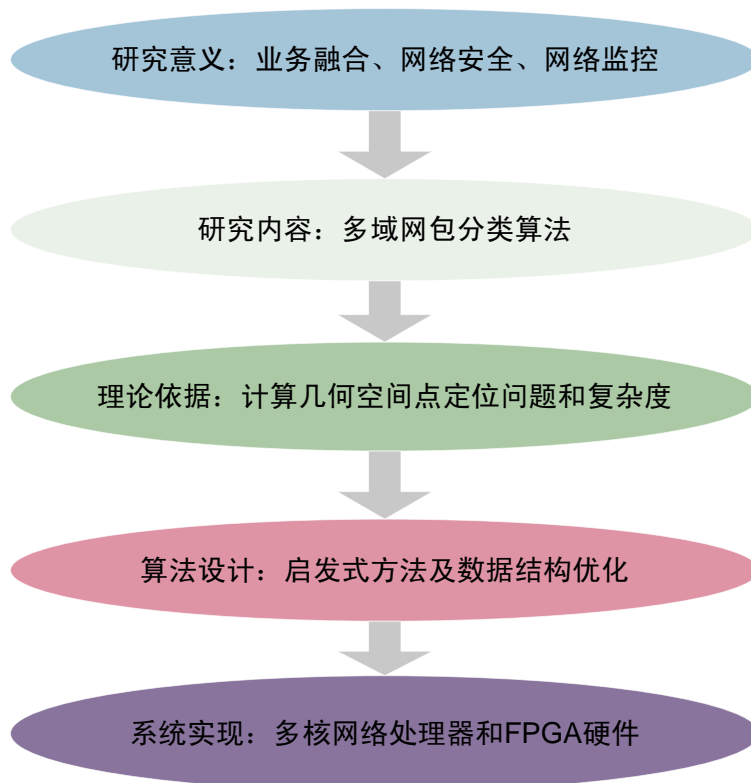 研究意义：业务融合、网络安全、网络监控
研究内容：多域网包分类算法
理论依据：计算几何空间点定位问题和复杂度
算法设计：启发式方法及数据结构优化
系统实现：多核网络处理器和FPGA硬件